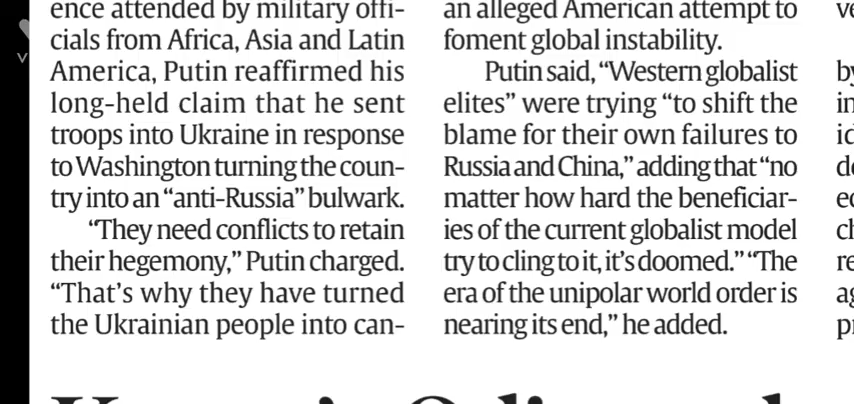 ence attended by military offi-
cials from Africa, Asia and Latin
America, Putin reaffirmed his
long-held claim that he sent
troops into Ukraine in response
to Washington turning the coun-
try into an “anti-Russia” bulwark.
“They need conflicts to retain
their hegemony,” Putin charged.
“That’s why they have turned
the Ukrainian people into can-
an alleged American attempt to
foment global instability.
Putin said, “Western globalist
elites” were trying “to shift the
blame for their own failures to
Russia and China,” adding that “no
matter how hard the beneficiar-
ies of the current globalist model
try to cling to it, it’s doomed.” “The
era of the unipolar world order is
nearing its end,” he added.